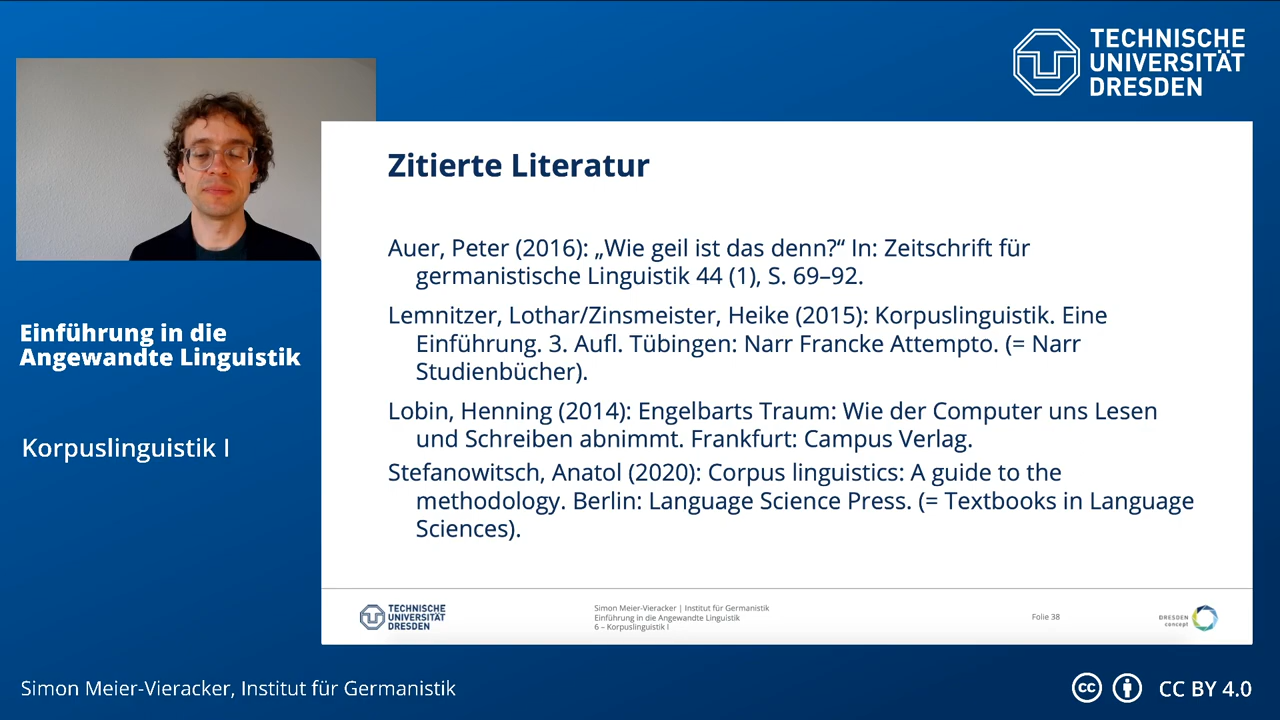 TECHNISCHE
UNIVERSITÄT
DRESDEN
Zitierte Literatur
Auer, Peter (2016): „Wie geil ist das denn?“ In: Zeitschrift für
germanistische Linguistik 44 (1), S. 69–92.
Lemnitzer, Lothar/Zinsmeister, Heike (2015): Korpuslinguistik. Eine
Einführung. 3. Aufl. Tübingen: Narr Francke Attempto. (= Narr
Studienbücher).
Lobin, Henning (2014): Engelbarts Traum: Wie der Computer uns Lesen
und Schreiben abnimmt. Frankfurt: Campus Verlag.
Stefanowitsch, Anatol (2020): Corpus linguistics: A guide to the
methodology. Berlin: Language Science Press. (= Textbooks in Language
Sciences).
Einführung in die
Angewandte Linguistik
Korpuslinguistik I
TECHNISCHE
UNIVERSITÄT
DRESDEN
Simon Meier-Vieracker | Institut für Germanistik
Einführung in die Angewandte Linguistik
6 – Korpuslinguistik I
Folie 38
DRESDEN
concept
Simon Meier-Vieracker, Institut für Germanistik
cc
CC BY 4.0